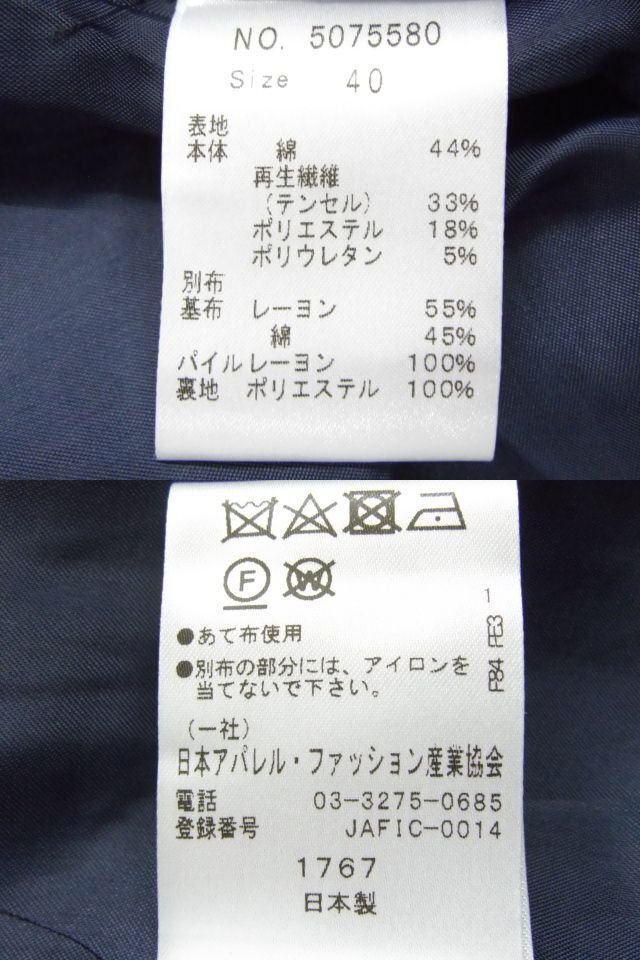 NO. 5075580
Size 40
表地
本体 綿 44%
再生繊維
(テンセル) 33%
ポリエステル 18%
ポリウレタン 5%
別布
基布 レーヨン 55%
綿 45%
パイル レーヨン 100%
裏地 ポリエステル 100%
F W
1
●あて布使用
●別布の部分には、アイロンを
当てないで下さい。
(一社)
日本アパレル・ファッション産業協会
電話 03-3275-0685
登録番号 JAFIC-0014
1767
日本製